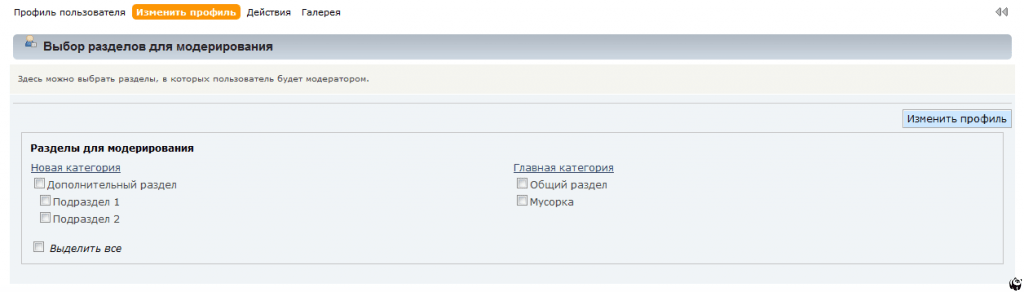 Профиль пользователя Изменить профиль Действия Галерея
Выбор разделов для модерирования
Здесь можно выбрать разделы, в которых пользователь будет модератором.
Изменить профиль
Разделы для модерирования
Новая категория
Дополнительный раздел
Подраздел 1
Подраздел 2
Главная категория
Общий раздел
Мусорка
Выделить все